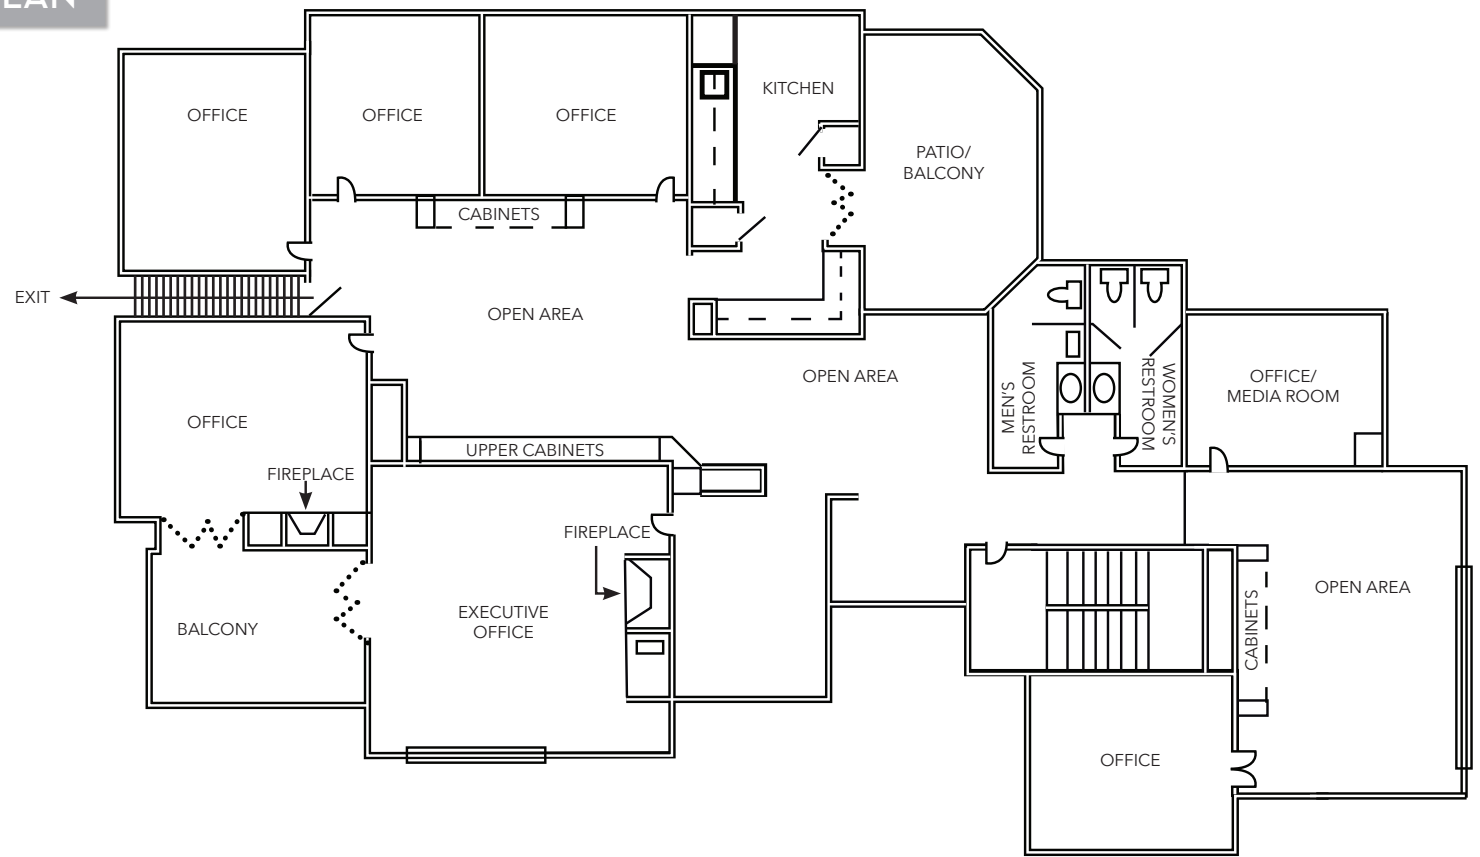 OFFICE
OFFICE
OFFICE
KITCHEN
PATIO/
BALCONY
CABINETS
EXIT
OPEN AREA
OPEN AREA
MEN'S
RESTROOM
WOMEN'S
RESTROOM
OFFICE/
MEDIA ROOM
OFFICE
UPPER CABINETS
FIREPLACE
FIREPLACE
EXECUTIVE
OFFICE
BALCONY
CABINETS
OPEN AREA
OFFICE